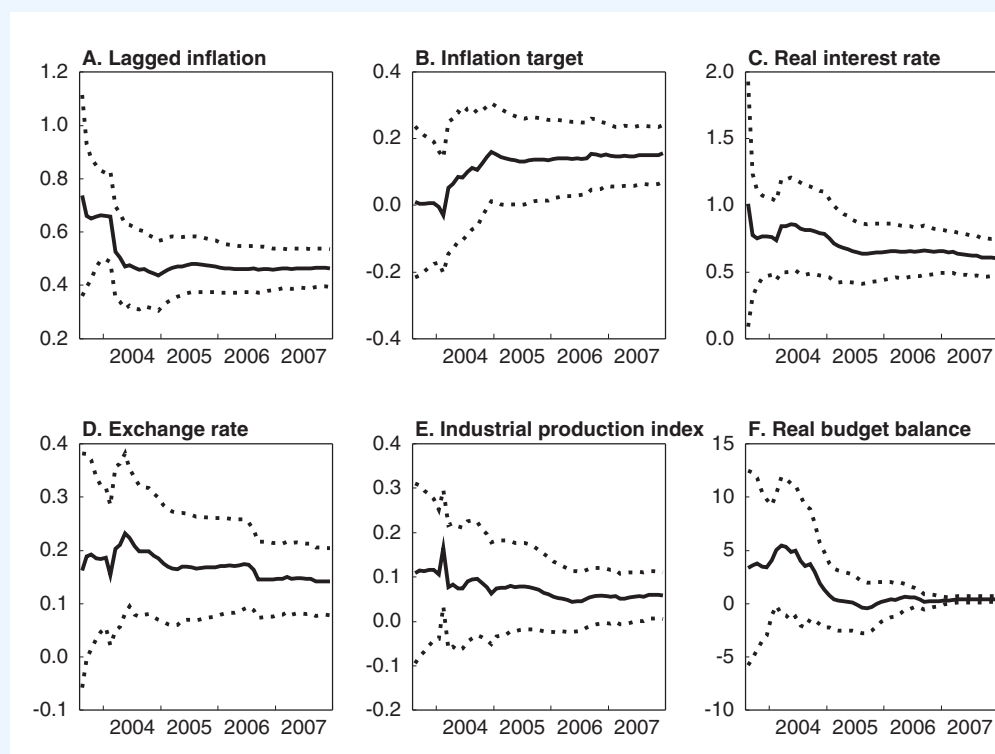 A. Lagged inflation
1.2
1.0
0.8
0.6
0.4
0.2
2004 2005 2006 2007
B. Inflation target
0.4
0.2
0.0
-0.2
-0.4
2004 2005 2006 2007
C. Real interest rate
2.0
1.5
1.0
0.5
0.0
2004 2005 2006 2007
D. Exchange rate
0.4
0.3
0.2
0.1
0.0
-0.1
2004 2005 2006 2007
E. Industrial production index
0.4
0.3
0.2
0.1
0.0
-0.1
-0.2
2004 2005 2006 2007
F. Real budget balance
15
10
5
0
-5
-10
2004 2005 2006 2007